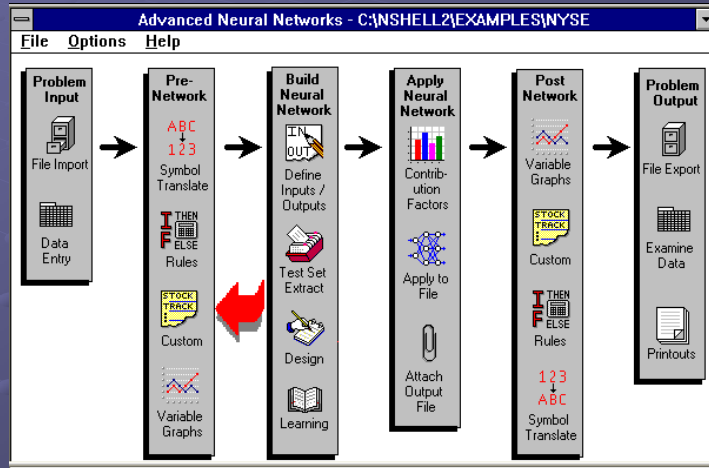 Advanced Neural Networks - C:\NSHELL2\EXAMPLES\NYSE
File Options Help
Problem
Input
File Import
Data
Entry
Pre-
Network
ABC
123
Symbol
Translate
IF THEN
ELSE
Rules
STOCK
TRACK
Custom
Variable
Graphs
Build
Neural
Network
IN
OUT
Define
Inputs /
Outputs
Test Set
Extract
Design
Learning
Apply
Neural
Network
Contrib-
ution
Factors
Apply to
File
Attach
Output
File
Post
Network
Variable
Graphs
STOCK
TRACK
Custom
IF THEN
ELSE
Rules
123
ABC
Symbol
Translate
Problem
Output
File Export
Examine
Data
Printouts